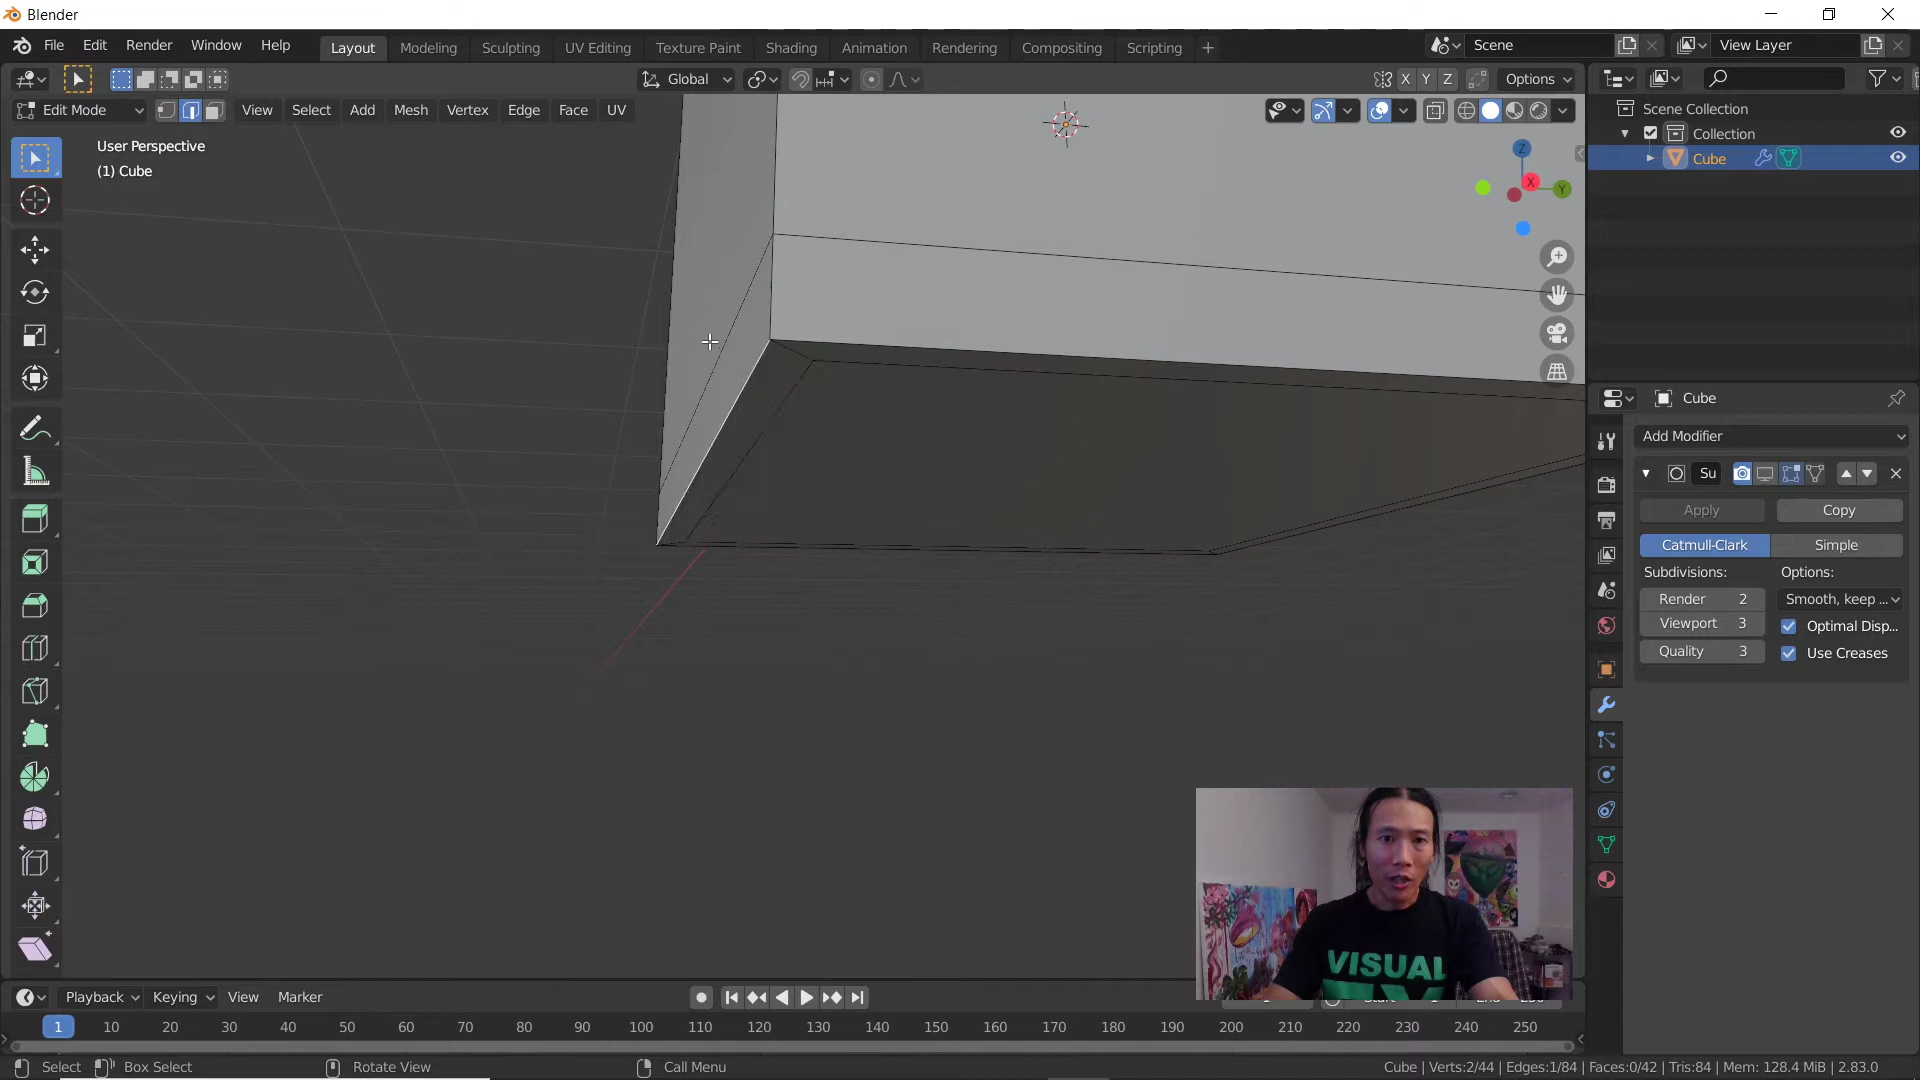 Blender
File Edit Render Window Help Layout Modeling Sculpting UV Editing Texture Paint Shading Animation Rendering Compositing Scripting + Scene View Layer
Global X Y Z Options
Edit Mode View Select Add Mesh Vertex Edge Face UV
User Perspective
(1) Cube
Z
X
Y
Scene Collection
Collection
Cube
Cube
Add Modifier
Su
Apply Copy
Catmull-Clark Simple
Subdivisions: Options:
Render 2 Smooth, keep ...
Viewport 3 Optimal Disp...
Quality 3 Use Creases
VISUAL
Playback Keying View Marker
1 10 20 30 40 50 60 70 80 90 100 110 120 130 140 150 160 170 180 190 200 210 220 230 240 250
Select Box Select Rotate View Call Menu Cube | Verts:2/44 | Edges:1/84 | Faces:0/42 | Tris:84 | Mem: 128.4 MiB | 2.83.0